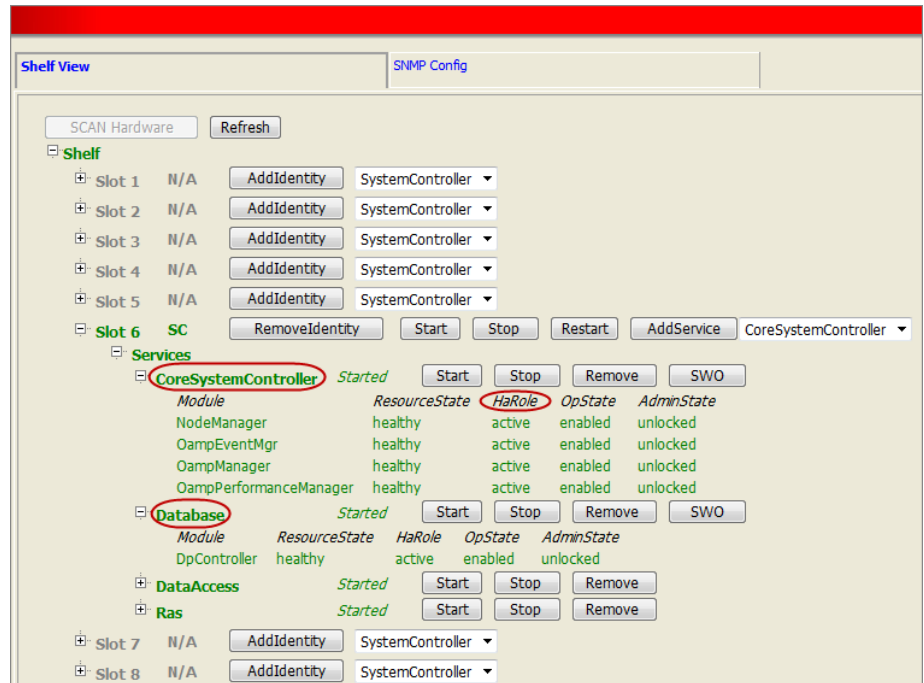 Shelf View SNMP Config
SCAN Hardware Refresh
Shelf
Slot 1 N/A AddIdentity SystemController
Slot 2 N/A AddIdentity SystemController
Slot 3 N/A AddIdentity SystemController
Slot 4 N/A AddIdentity SystemController
Slot 5 N/A AddIdentity SystemController
Slot 6 SC RemoveIdentity Start Stop Restart AddService CoreSystemController
Services
CoreSystemController Started Start Stop Remove SWO
Module ResourceState HaRole OpState AdminState
NodeManager healthy active enabled unlocked
OampEventMgr healthy active enabled unlocked
OampManager healthy active enabled unlocked
OampPerformanceManager healthy active enabled unlocked
Database Started Start Stop Remove SWO
Module ResourceState HaRole OpState AdminState
DpController healthy active enabled unlocked
DataAccess Started Start Stop Remove
Ras Started Start Stop Remove
Slot 7 N/A AddIdentity SystemController
Slot 8 N/A AddIdentity SystemController